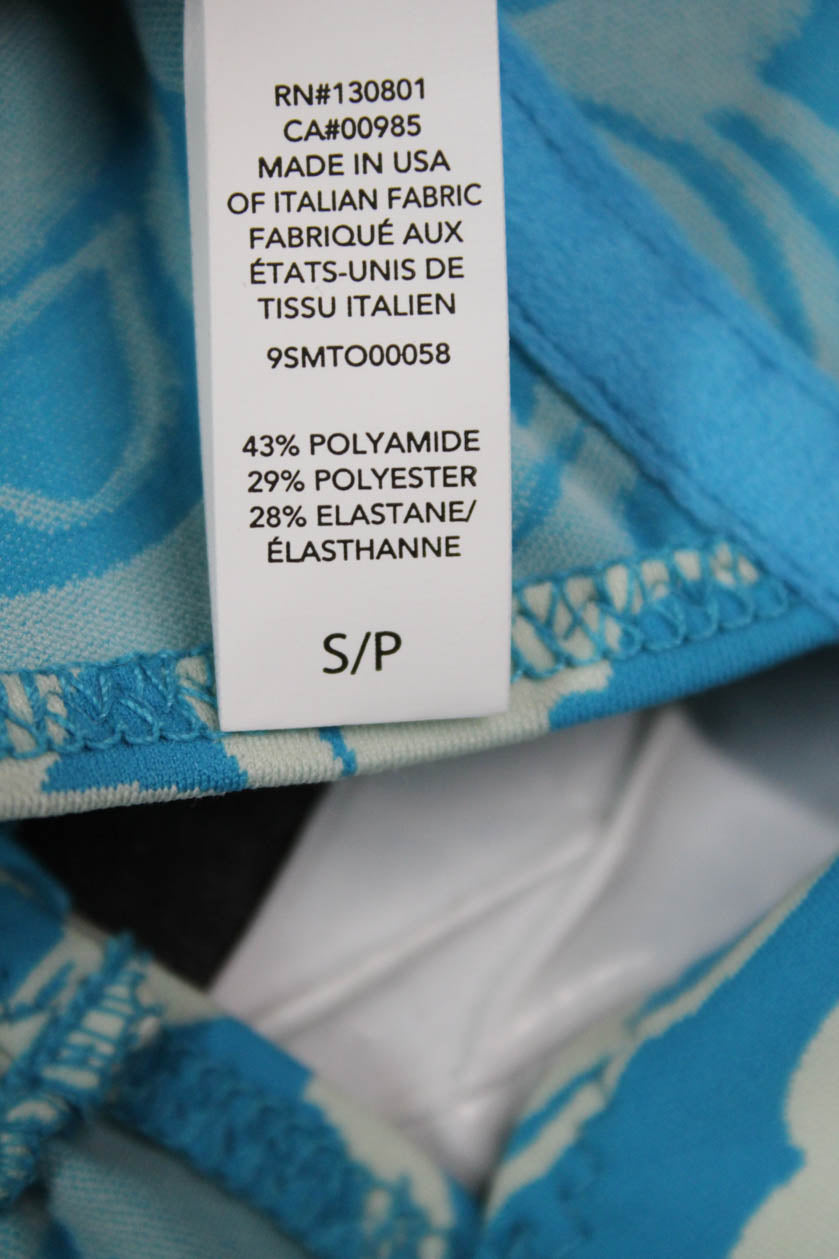 RN#130801
CA#00985
MADE IN USA
OF ITALIAN FABRIC
FABRIQUÉ AUX
ÉTATS-UNIS DE
TISSU ITALIEN
9SMTO00058
43% POLYAMIDE
29% POLYESTER
28% ELASTANE/
ÉLASTHANNE
S/P